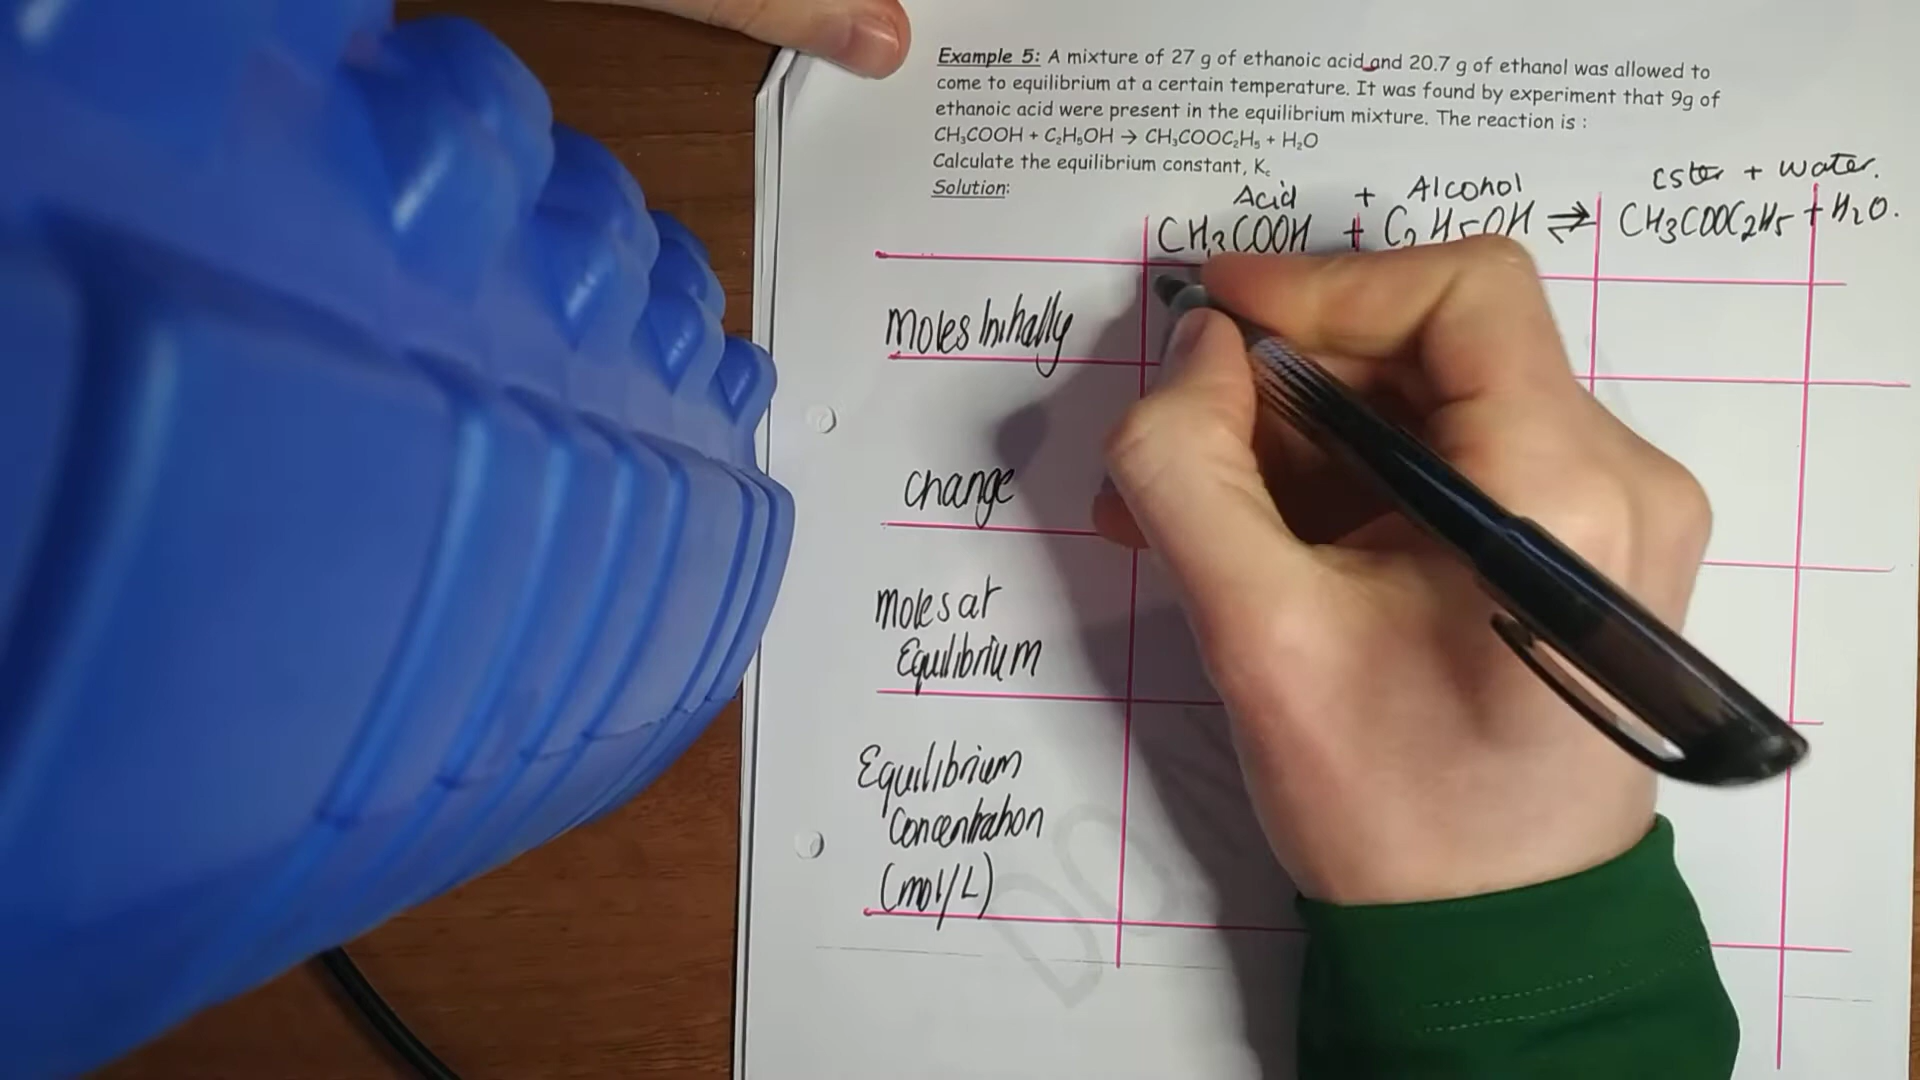 Example 5: A mixture of 27 g of ethanoic acid and 20.7 g of ethanol was allowed to
come to equilibrium at a certain temperature. It was found by experiment that 9g of
ethanoic acid were present in the equilibrium mixture. The reaction is :
CH₃COOH + C₂H₅OH → CH₃COOC₂H₅ + H₂O
Calculate the equilibrium constant, Kc
Solution:
Acid + Alcohol Ester + water.
CH3COOH + C2H5OH ⇌ CH3COOC2H5 + H2O.
Moles Initially
change
Moles at
Equilibrium
Equilibrium
Concentration
(mol/L)